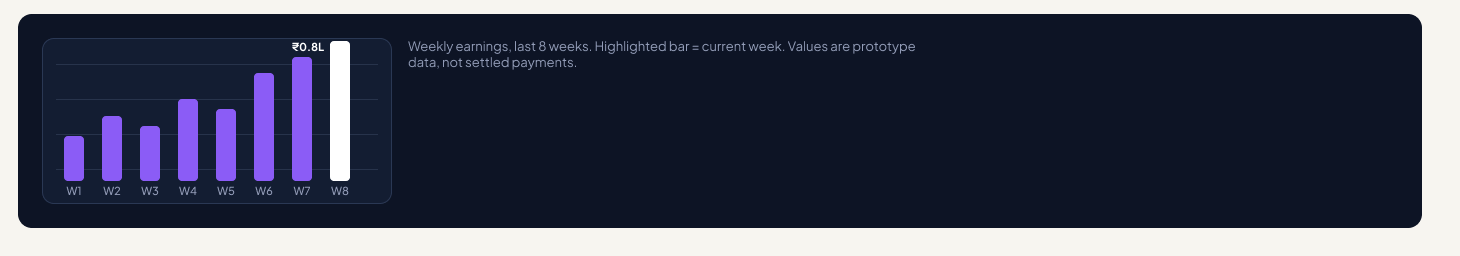 ₹0.8L
W1 W2 W3 W4 W5 W6 W7 W8
Weekly earnings, last 8 weeks. Highlighted bar = current week. Values are prototype
data, not settled payments.